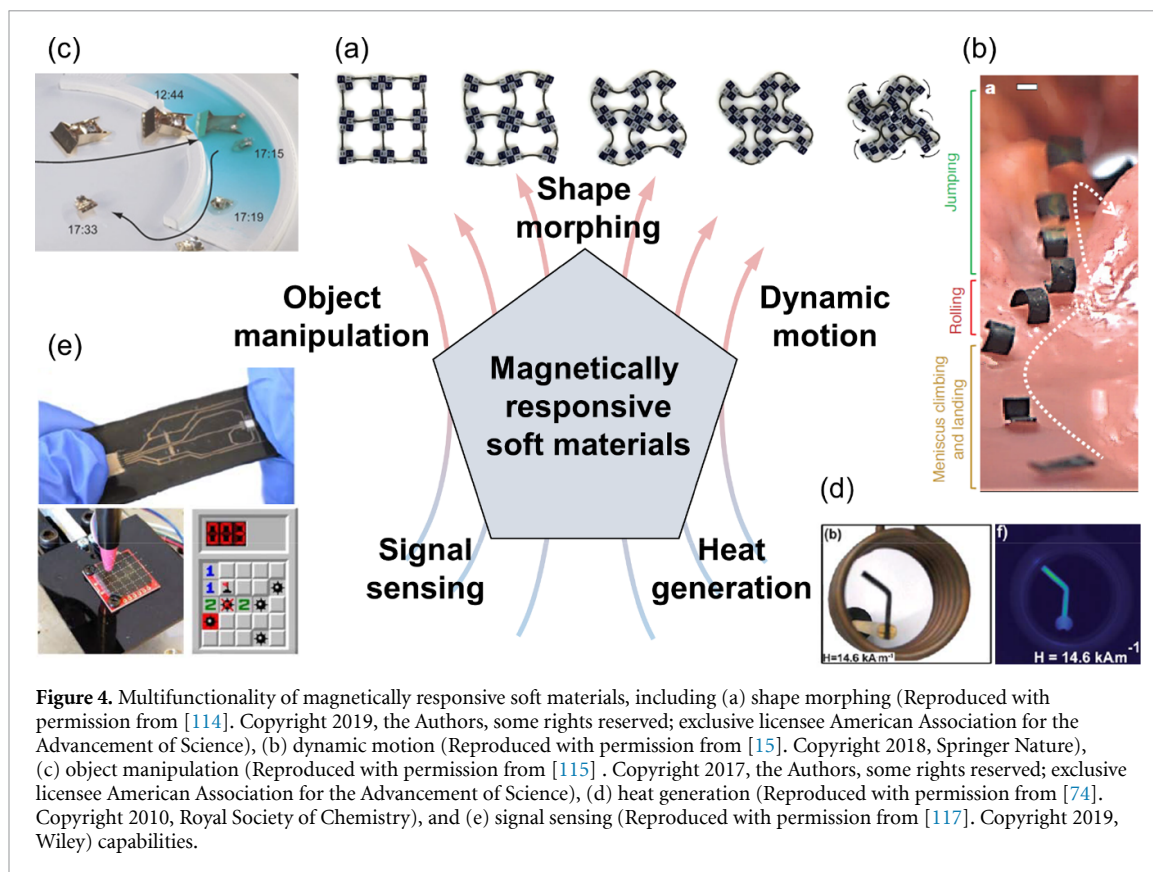 (c)
(a)
(b)
12:44
17:15
17:19
17:33
a
Jumping
Rolling
Meniscus climbing
and landing
Shape
morphing
Object
manipulation
Dynamic
motion
(e)
Magnetically
responsive
soft materials
(d)
Signal
sensing
Heat
generation
1
1
2 2
(b)
H=14.6 kA m⁻¹
f)
H = 14.6 kAm⁻¹
Figure 4. Multifunctionality of magnetically responsive soft materials, including (a) shape morphing (Reproduced with
permission from [114]. Copyright 2019, the Authors, some rights reserved; exclusive licensee American Association for the
Advancement of Science), (b) dynamic motion (Reproduced with permission from [15]. Copyright 2018, Springer Nature),
(c) object manipulation (Reproduced with permission from [115] . Copyright 2017, the Authors, some rights reserved; exclusive
licensee American Association for the Advancement of Science), (d) heat generation (Reproduced with permission from [74].
Copyright 2010, Royal Society of Chemistry), and (e) signal sensing (Reproduced with permission from [117]. Copyright 2019,
Wiley) capabilities.